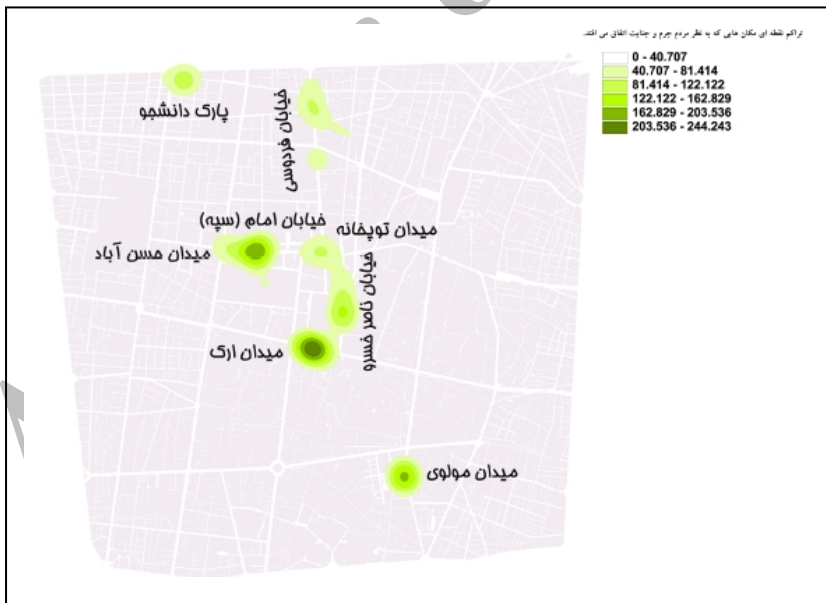 تراکم نقطه ای مکان هایی که به نظر مردم جرم و جنایت اتفاق می افتد.
0 - 40.707
40.707 - 81.414
81.414 - 122.122
122.122 - 162.829
162.829 - 203.536
203.536 - 244.243
پارک دانشجو
خیابان فردوسی
خیابان امام (سپه)
میدان توپخانه
میدان حسن آباد
خیابان ناصر خسرو
میدان ارک
میدان مولوی